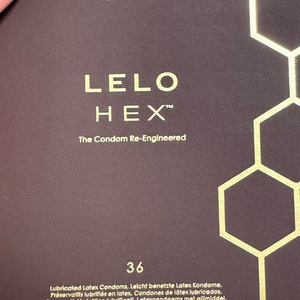 LELO
HEX™
The Condom Re-Engineered
36
Lubricated Latex Condoms. Leicht benetzte Latex Kondome.
Préservatifs lubrifiés en latex. Condones de látex lubricados.